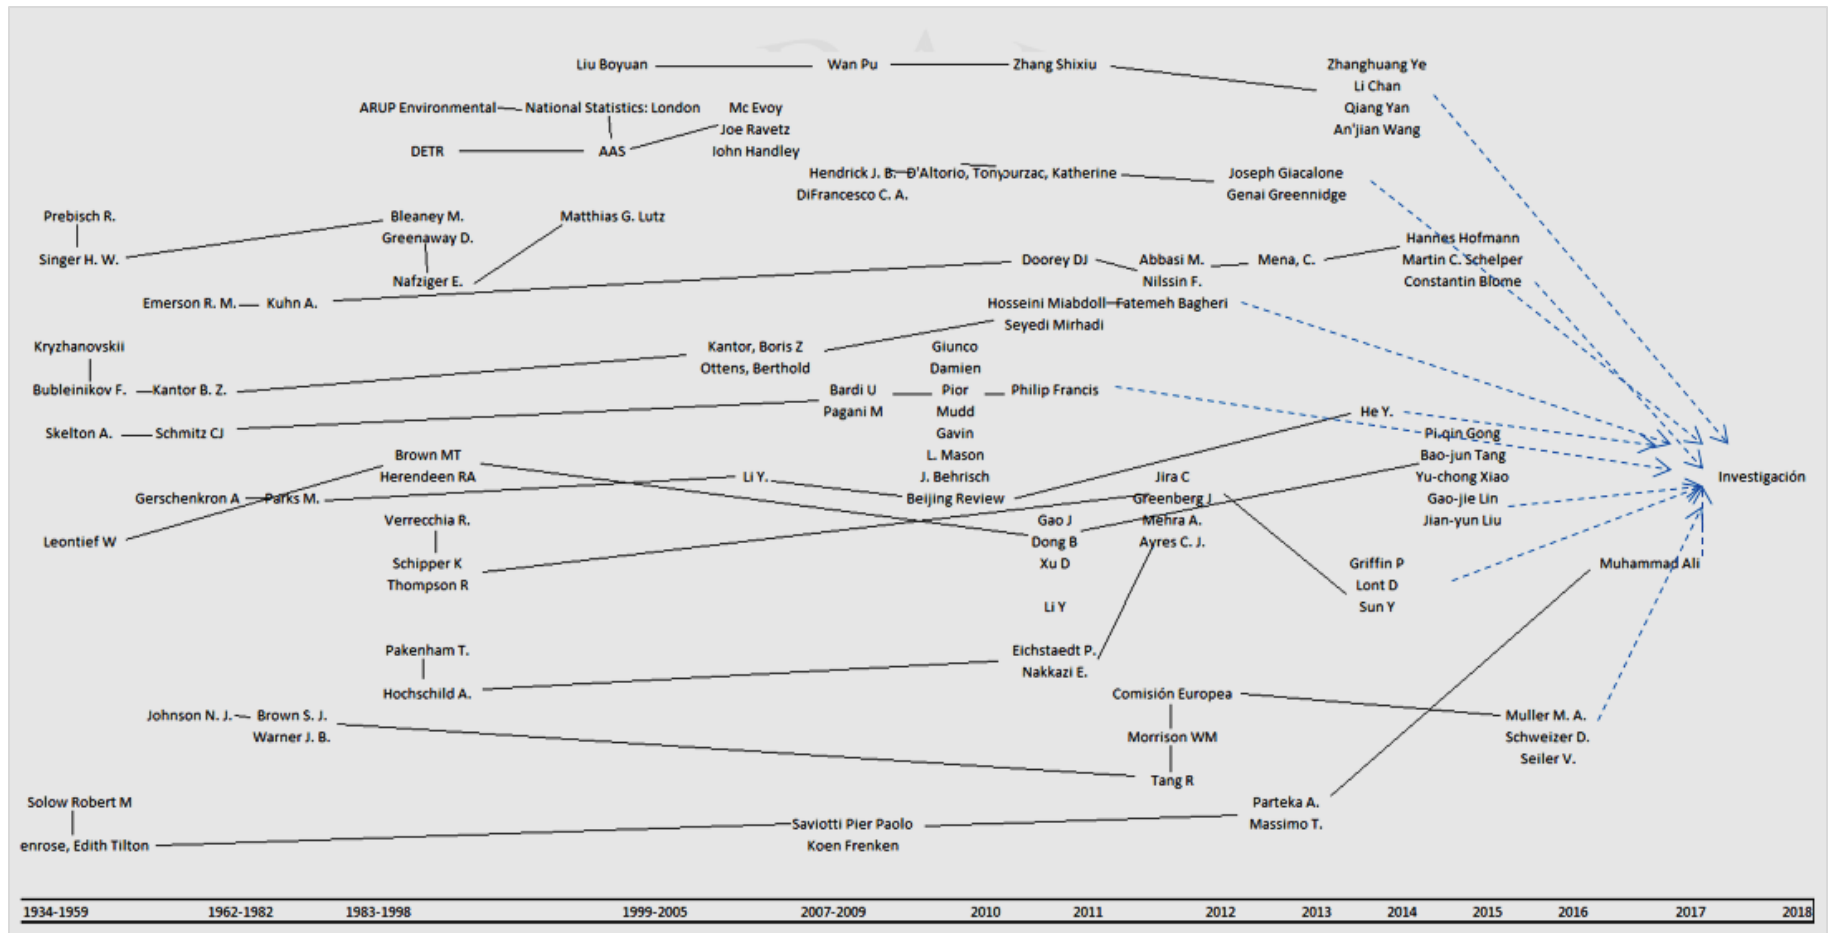 Liu Boyuan
Wan Pu
Zhang Shixiu
Zhanghuang Ye
Li Chan
Qiang Yan
An'jian Wang
ARUP Environmental
National Statistics: London
Mc Evoy
Joe Ravetz
Iohn Handley
DETR
AAS
Hendrick J. B.
DiFrancesco C. A.
D'Altorio, Tony
ourzac, Katherine
Joseph Giacalone
Genai Greennidge
Prebisch R.
Singer H. W.
Bleaney M.
Greenaway D.
Nafziger E.
Matthias G. Lutz
Emerson R. M.
Kuhn A.
Doorey DJ
Abbasi M.
Nilssin F.
Mena, C.
Hannes Hofmann
Martin C. Schelper
Constantin Blome
Hosseini Miabdoll
Seyedi Mirhadi
Fatemeh Bagheri
Kryzhanovskii
Bubleinikov F.
Kantor B. Z.
Kantor, Boris Z
Ottens, Berthold
Skelton A.
Schmitz CJ
Bardi U
Pagani M
Giunco
Damien
Pior
Mudd
Gavin
L. Mason
J. Behrisch
Beijing Review
Philip Francis
He Y.
Pi-qin Gong
Bao-jun Tang
Yu-chong Xiao
Gao-jie Lin
Jian-yun Liu
Investigación
Brown MT
Herendeen RA
Gerschenkron A
Parks M.
Li Y.
Leontief W
Verrecchia R.
Schipper K
Thompson R
Gao J
Dong B
Xu D
Li Y
Jira C
Greenberg J
Mehra A.
Ayres C. J.
Griffin P
Lont D
Sun Y
Muhammad Ali
Pakenham T.
Hochschild A.
Eichstaedt P.
Nakkazi E.
Johnson N. J.
Brown S. J.
Warner J. B.
Comisión Europea
Morrison WM
Tang R
Muller M. A.
Schweizer D.
Seiler V.
Solow Robert M
enrose, Edith Tilton
Saviotti Pier Paolo
Koen Frenken
Parteka A.
Massimo T.
1934-1959 1962-1982 1983-1998 1999-2005 2007-2009 2010 2011 2012 2013 2014 2015 2016 2017 2018